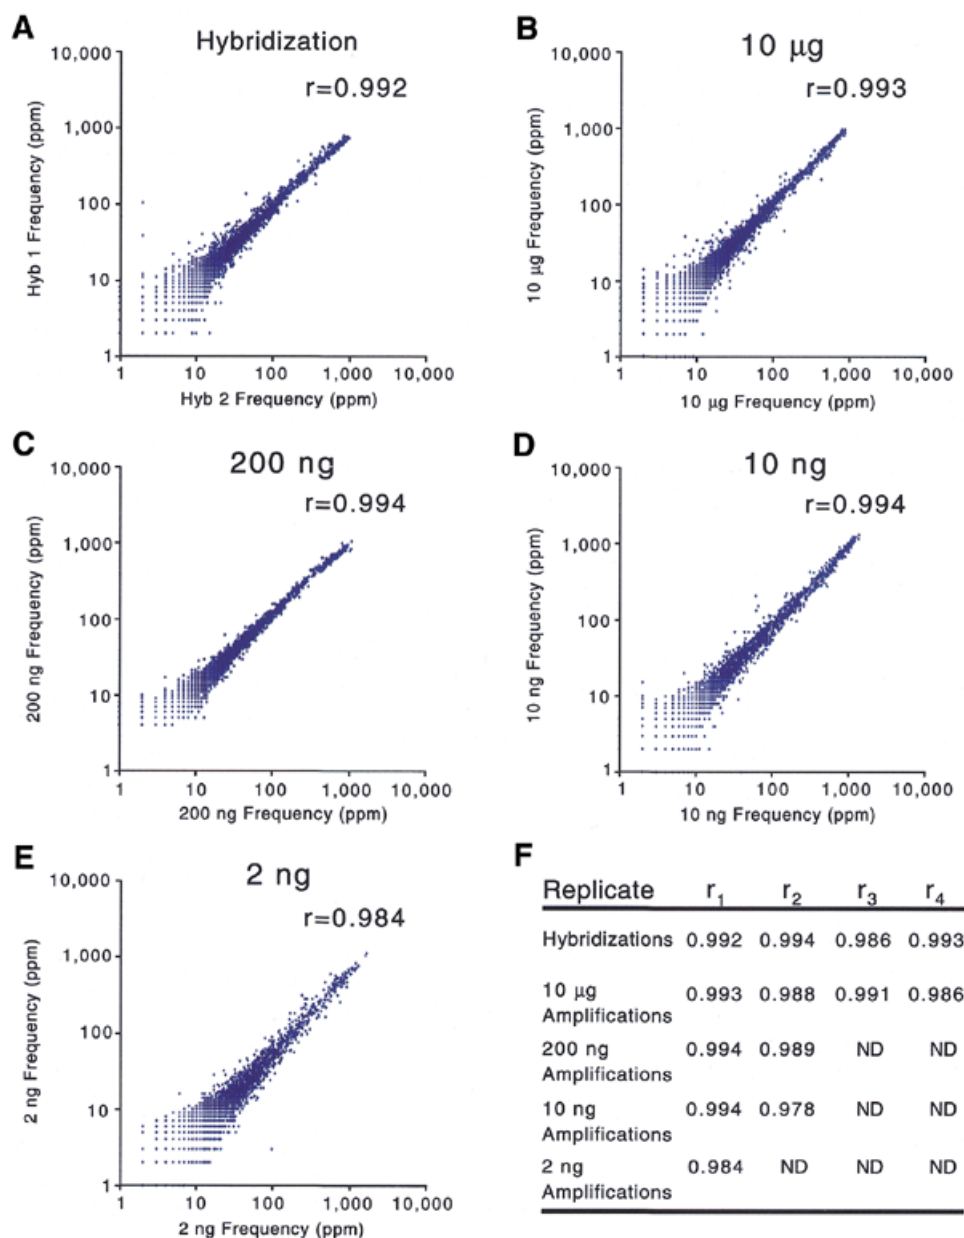 A
Hybridization
r=0.992
10,000
1,000
100
10
1
Hyb 1 Frequency (ppm)
1 10 100 1,000 10,000
Hyb 2 Frequency (ppm)
B
10 µg
r=0.993
10,000
1,000
100
10
1
10 µg Frequency (ppm)
1 10 100 1,000 10,000
10 µg Frequency (ppm)
C
200 ng
r=0.994
10,000
1,000
100
10
1
200 ng Frequency (ppm)
1 10 100 1,000 10,000
200 ng Frequency (ppm)
D
10 ng
r=0.994
10,000
1,000
100
10
1
10 ng Frequency (ppm)
1 10 100 1,000 10,000
10 ng Frequency (ppm)
E
2 ng
r=0.984
10,000
1,000
100
10
1
2 ng Frequency (ppm)
1 10 100 1,000 10,000
2 ng Frequency (ppm)
F
Replicate r1 r2 r3 r4
Hybridizations 0.992 0.994 0.986 0.993
10 µg
Amplifications 0.993 0.988 0.991 0.986
200 ng
Amplifications 0.994 0.989 ND ND
10 ng
Amplifications 0.994 0.978 ND ND
2 ng
Amplifications 0.984 ND ND ND